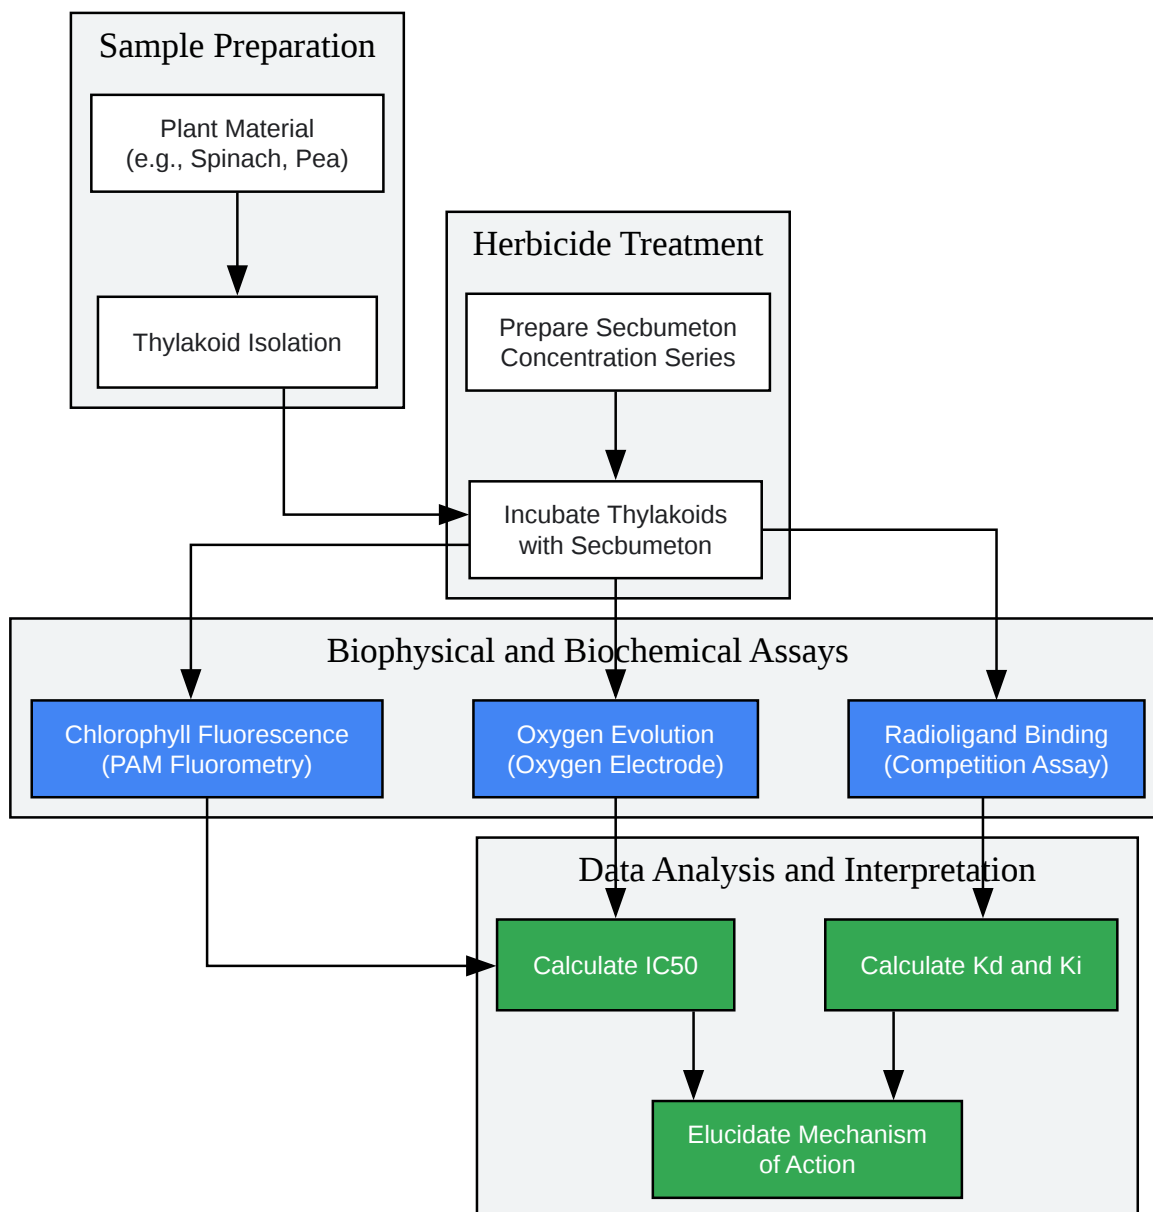 Sample Preparation
Plant Material
(e.g., Spinach, Pea)
Thylakoid Isolation
Herbicide Treatment
Prepare Secbumeton
Concentration Series
Incubate Thylakoids
with Secbumeton
Biophysical and Biochemical Assays
Chlorophyll Fluorescence
(PAM Fluorometry)
Oxygen Evolution
(Oxygen Electrode)
Radioligand Binding
(Competition Assay)
Data Analysis and Interpretation
Calculate IC50
Calculate Kd and Ki
Elucidate Mechanism
of Action